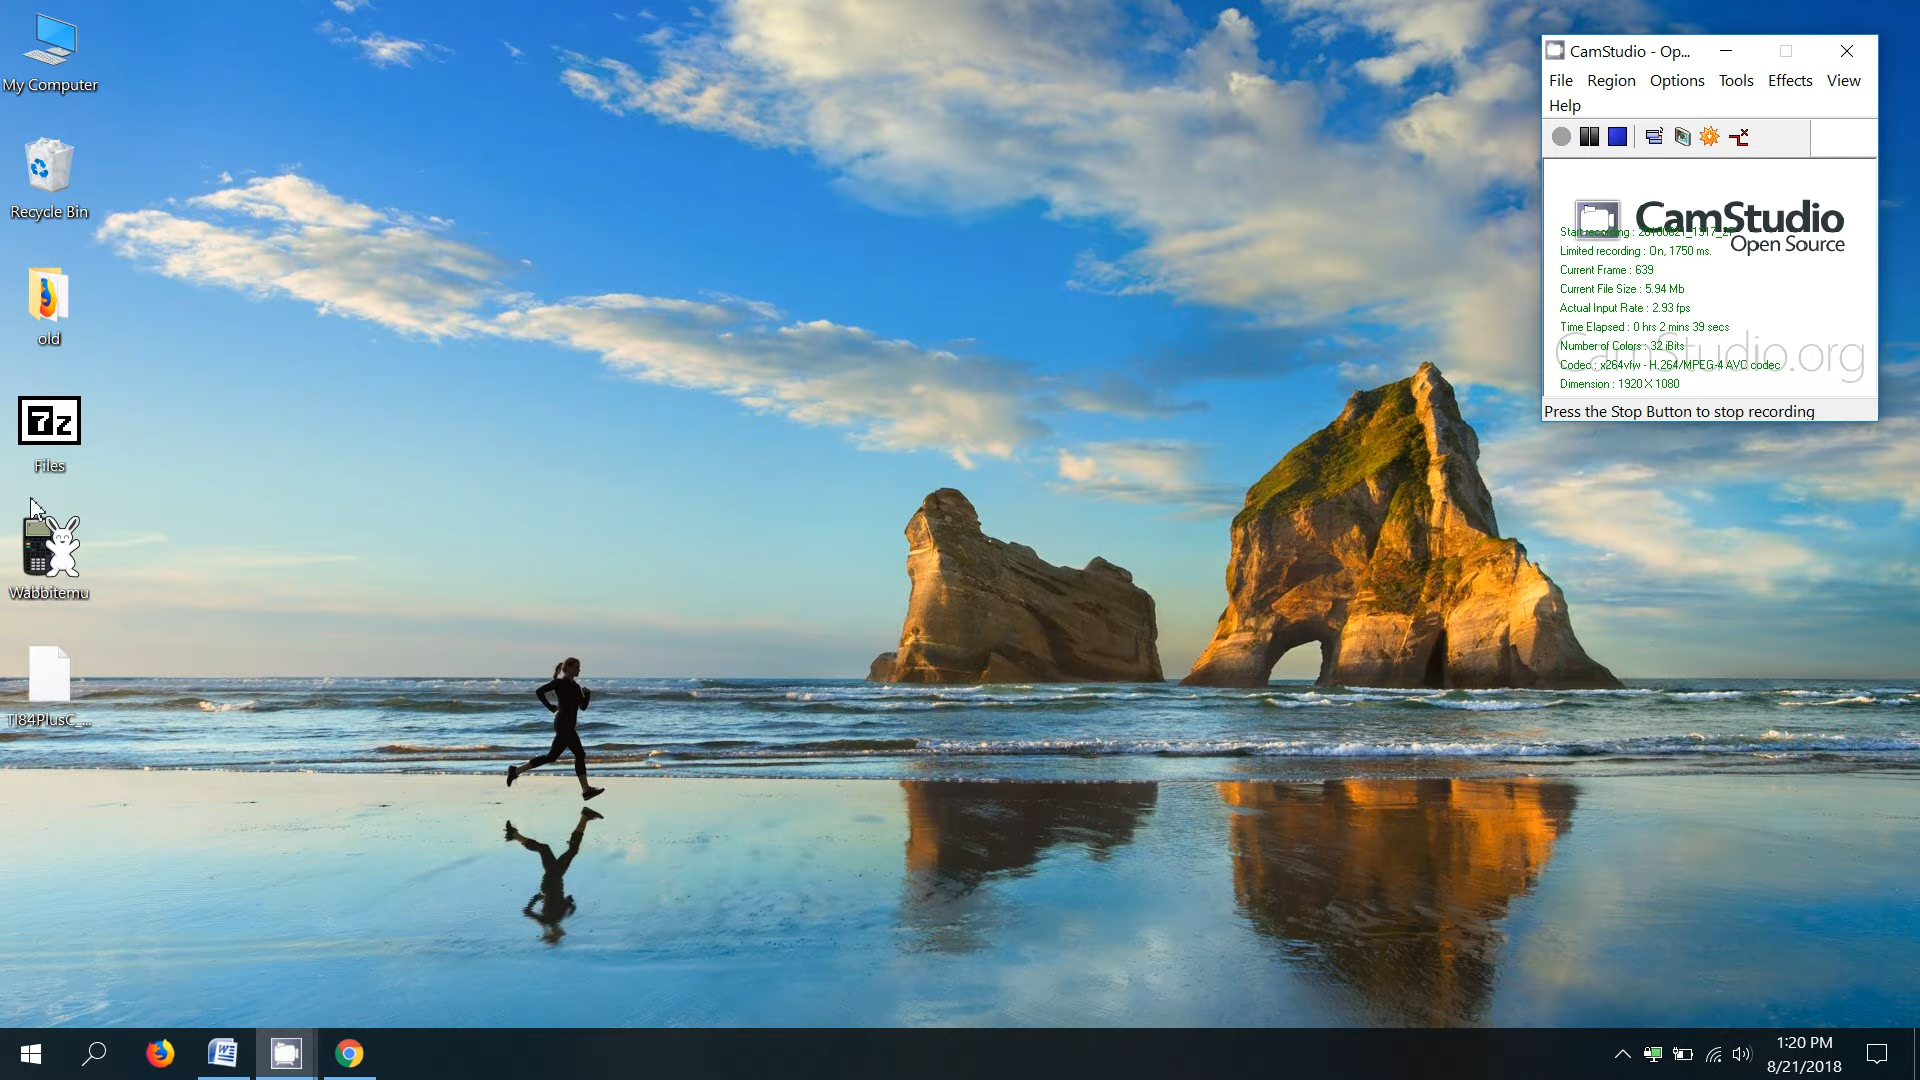 My Computer
Recycle Bin
old
7z
Files
Wabbitemu
TI84PlusC_...
CamStudio - Op...
File Region Options Tools Effects View
Help
CamStudio
Open Source
Start recording :
Limited recording : On, 1750 ms.
Current Frame : 639
Current File Size : 5.94 Mb
Actual Input Rate : 2.93 fps
Time Elapsed : 0 hrs 2 mins 39 secs
Number of Colors : 32 iBits
CamStudio.org
Codec : x264vfw - H.264/MPEG-4 AVC codec
Dimension : 1920 X 1080
Press the Stop Button to stop recording
1:20 PM
8/21/2018